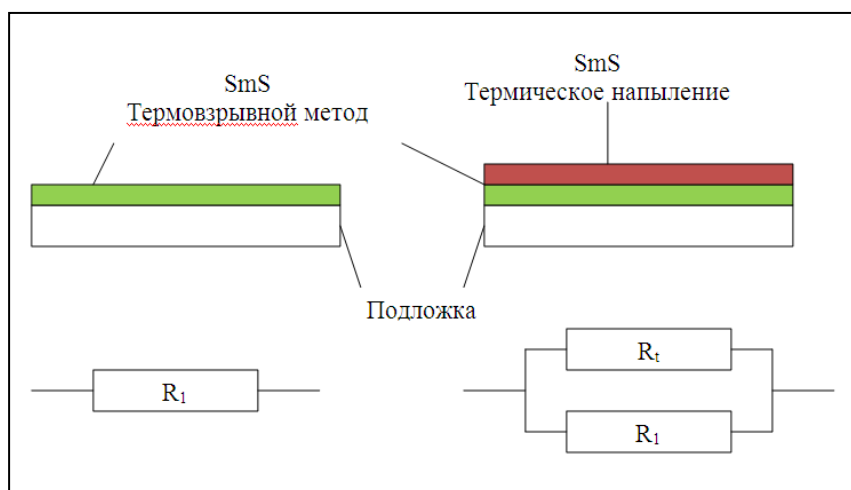 SmS
Термовзрывной метод
SmS
Термическое напыление
Подложка
R₁
Rₜ
R₁